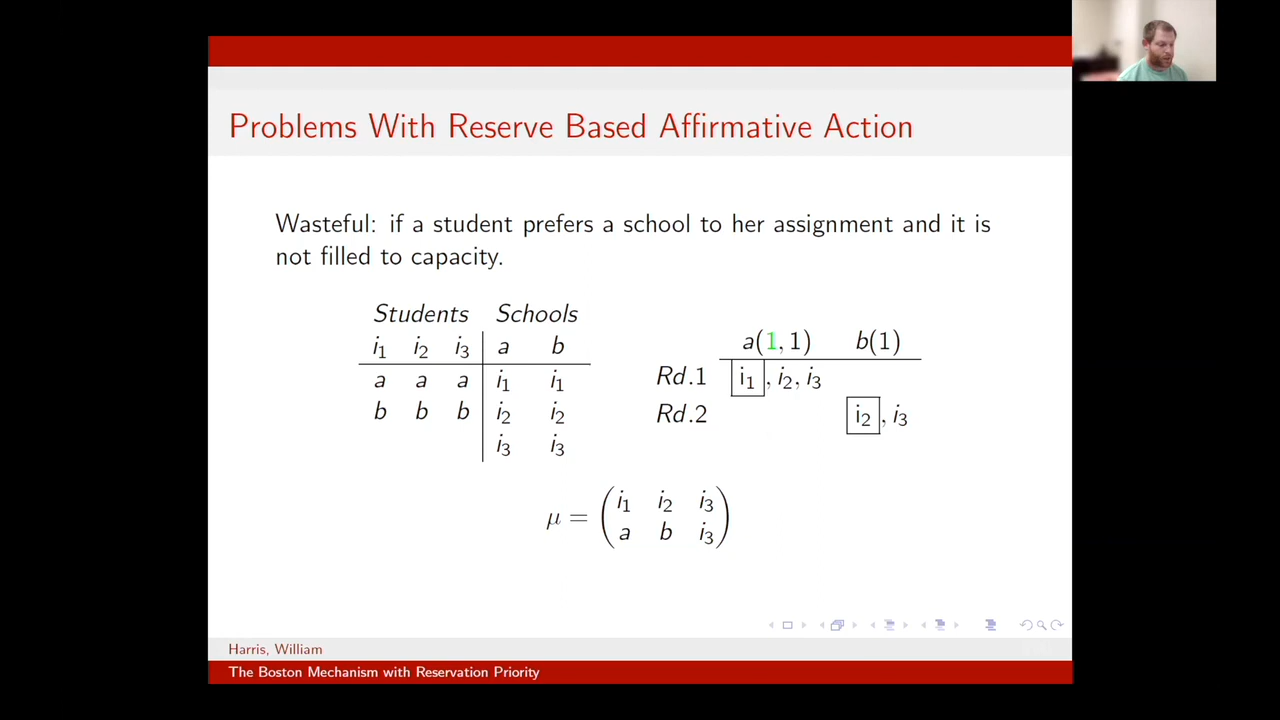 Problems With Reserve Based Affirmative Action
Wasteful: if a student prefers a school to her assignment and it is
not filled to capacity.
Students Schools
i₁ i₂ i₃ a b
a a a i₁ i₁
b b b i₂ i₂
i₃ i₃
a(1, 1) b(1)
Rd.1 i₁, i₂, i₃
Rd.2 i₂, i₃
μ = ( i₁ i₂ i₃
a b i₃ )
Harris, William
The Boston Mechanism with Reservation Priority